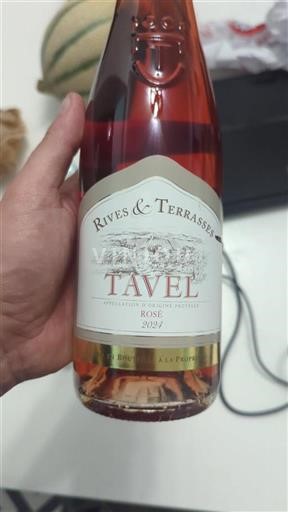 RIVES & TERRASSES
TAVEL
APPELLATION D'ORIGINE PROTÉGÉE
ROSÉ
2024